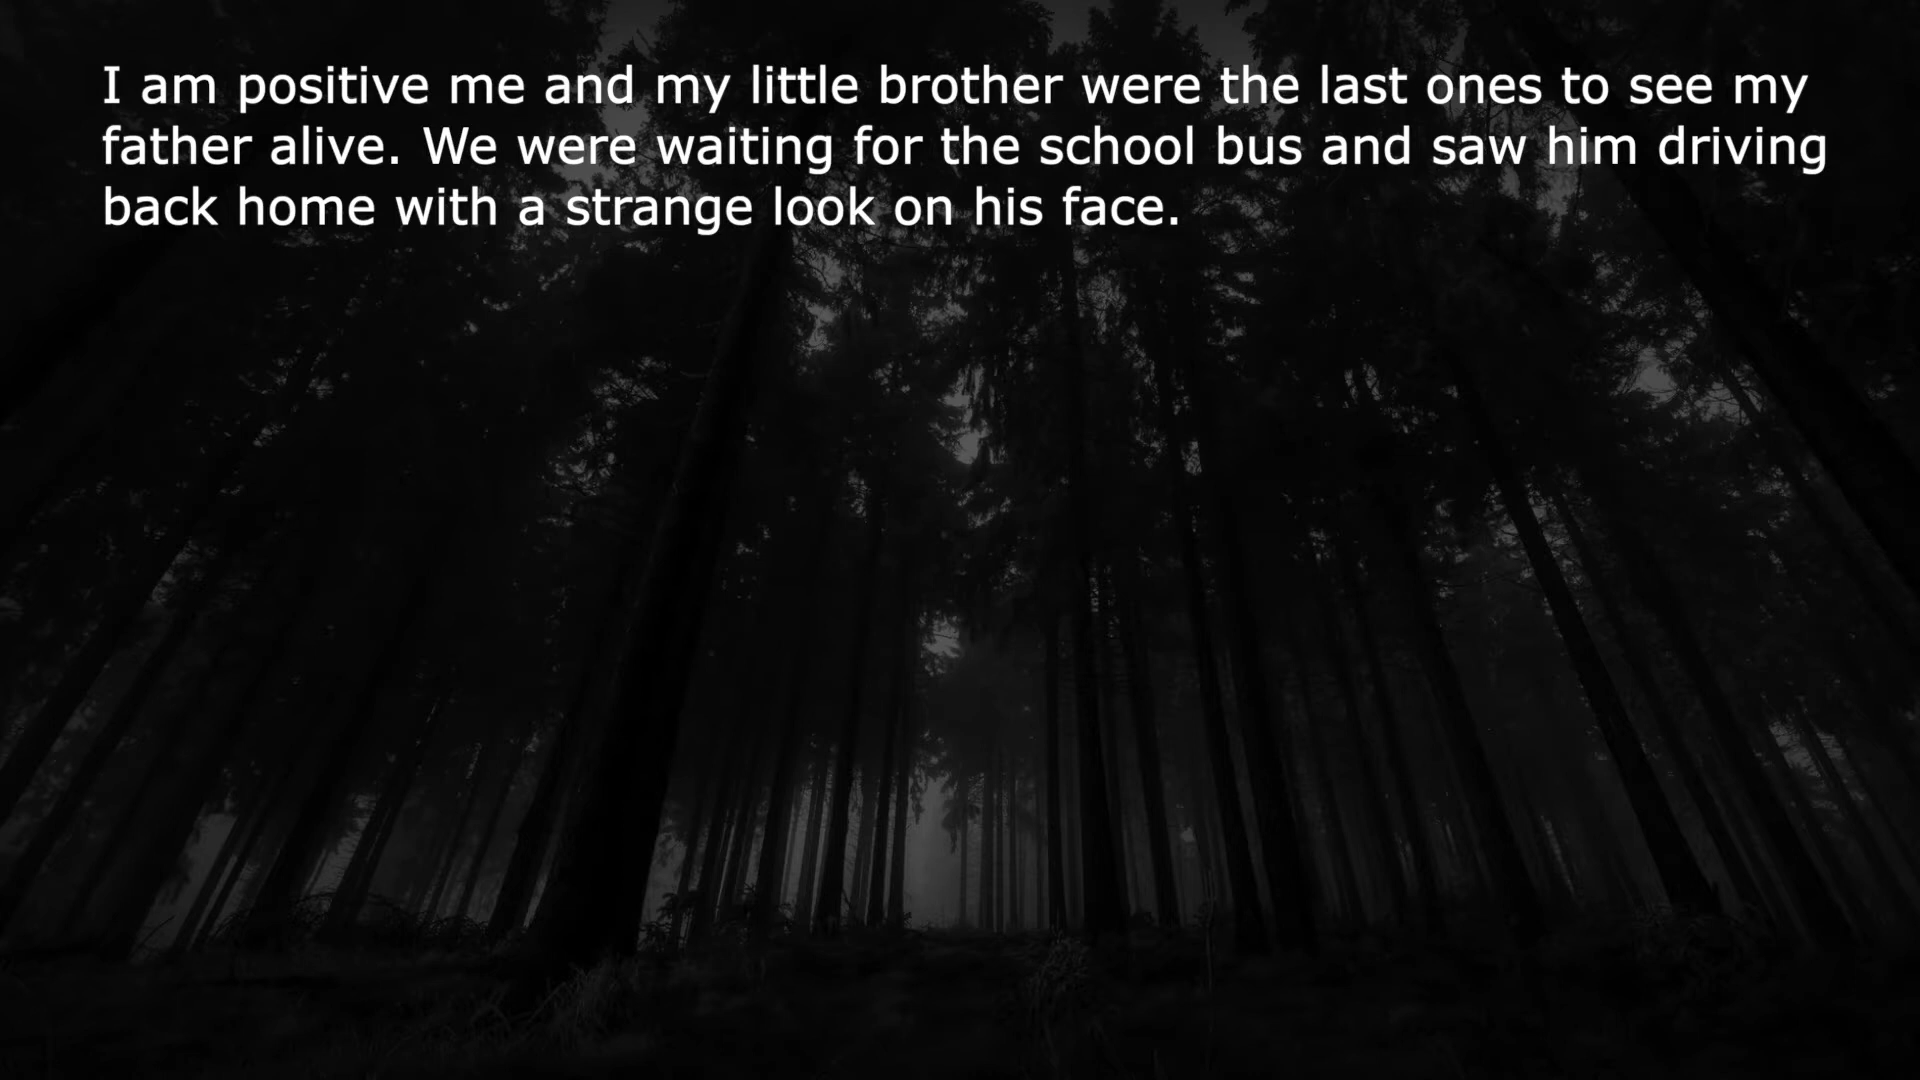 I am positive me and my little brother were the last ones to see my
father alive. We were waiting for the school bus and saw him driving
back home with a strange look on his face.